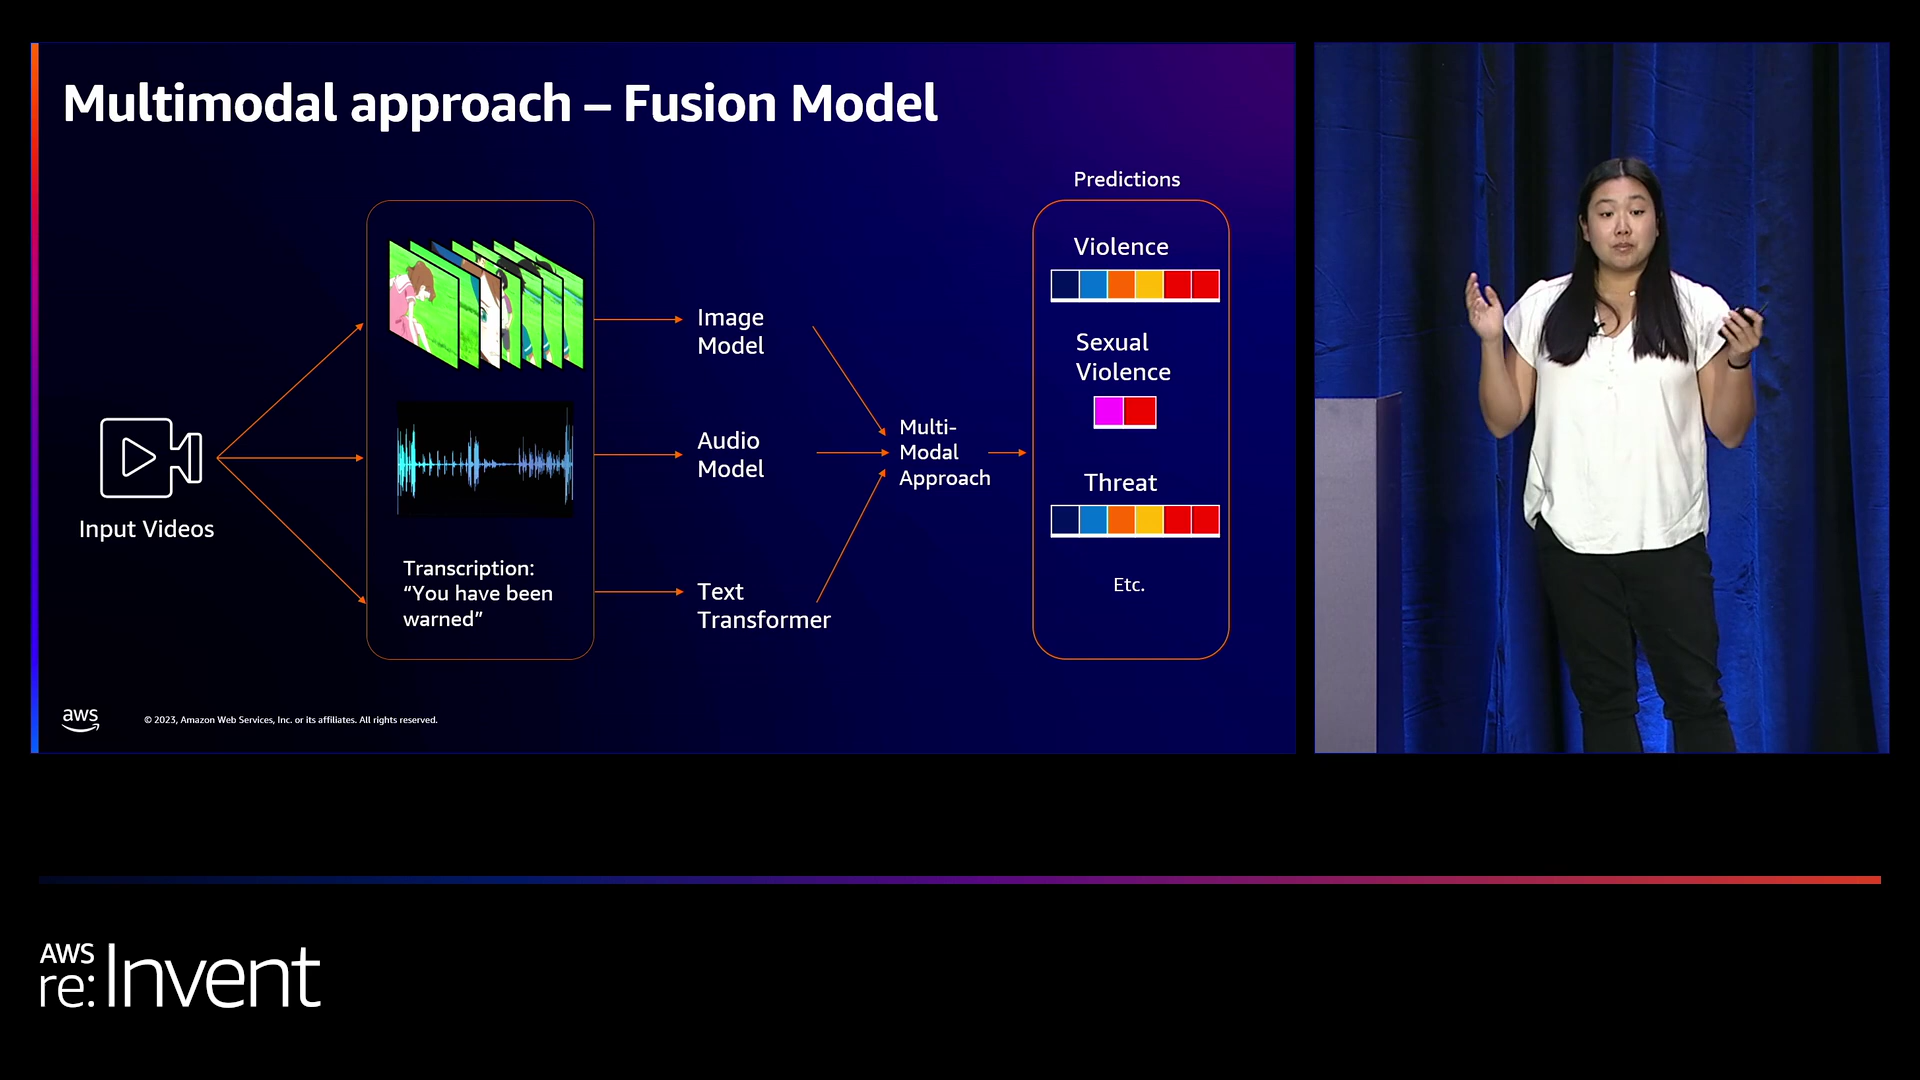 Multimodal approach – Fusion Model
Input Videos
Transcription:
“You have been
warned”
Image
Model
Audio
Model
Text
Transformer
Multi-
Modal
Approach
Predictions
Violence
Sexual
Violence
Threat
Etc.
aws
© 2023, Amazon Web Services, Inc. or its affiliates. All rights reserved.
AWS
re:Invent